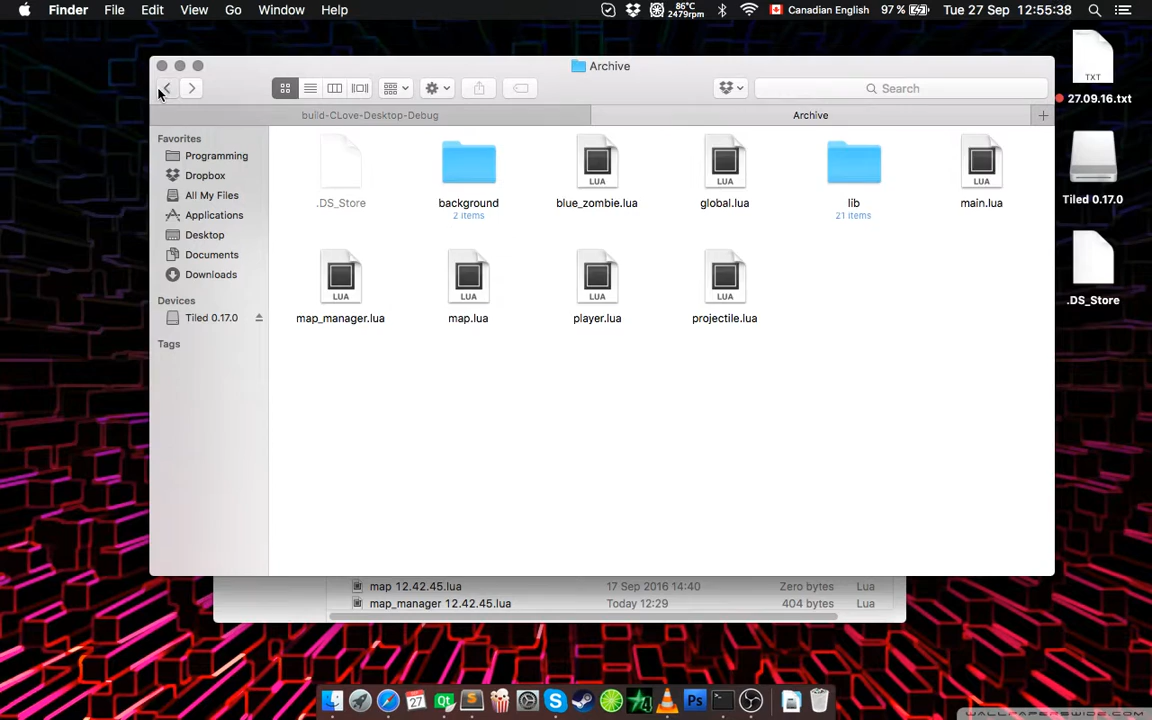 Finder File Edit View Go Window Help 86°C 2479rpm Canadian English 97 % Tue 27 Sep 12:55:38
Archive
Search
build-CLove-Desktop-Debug Archive
Favorites
Programming
Dropbox
All My Files
Applications
Desktop
Documents
Downloads
Devices
Tiled 0.17.0
Tags
LUA LUA LUA
.DS_Store background blue_zombie.lua global.lua lib main.lua
2 items 21 items
LUA LUA LUA LUA
map_manager.lua map.lua player.lua projectile.lua
TXT
27.09.16.txt
Tiled 0.17.0
.DS_Store
map 12.42.45.lua 17 Sep 2016 14:40 Zero bytes Lua
map_manager 12.42.45.lua Today 12:29 404 bytes Lua
27
Qt
S
Ps
WALLPAPERSWIDE.COM